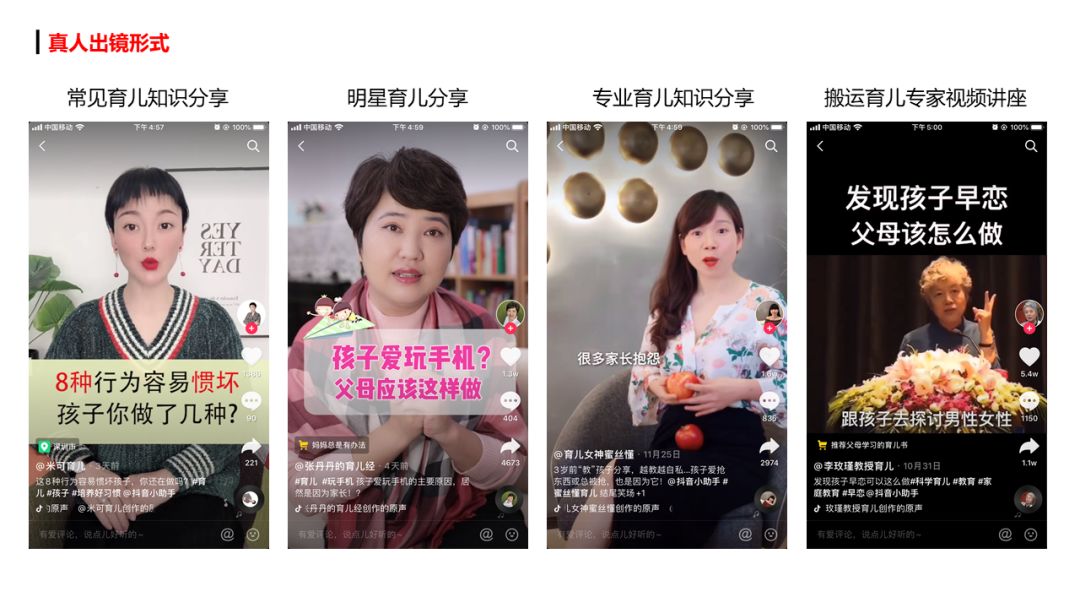 真人出镜形式
常见育儿知识分享
明星育儿分享
专业育儿知识分享
搬运育儿专家视频讲座
中国移动 下午4:57 100%
YES
TER
DAY
8种行为容易惯坏
孩子你做了几种?
1380
90
深圳市
221
@米可育儿 · 3天前
这8种行为容易惯坏孩子，你还在做吗？#育
儿 #孩子 #培养好习惯 @抖音小助手
原声 @米可育儿创作的
有爱评论，说点儿好听的~
中国移动 下午4:59 100%
孩子爱玩手机?
父母应该这样做
1.3w
404
妈妈总是有办法
4673
@张丹丹的育儿经 · 4天前
#育儿 #玩手机 孩子爱玩手机的主要原因，居
然是因为家长！？
丹丹的育儿经创作的原声
有爱评论，说点儿好听的~
中国移动 下午4:59 100%
很多家长抱怨
1.6w
836
2974
@育儿女神蜜丝懂 · 11月25日
3岁前“教”孩子分享，越教越自私...孩子爱抢
东西或总被抢，也是因为它！@抖音小助手 #
蜜丝懂育儿 结尾笑场+1
儿女神蜜丝懂创作的原声
有爱评论，说点儿好听的~
中国移动 下午5:00 100%
发现孩子早恋
父母该怎么做
5.4w
跟孩子去探讨男性女性
1150
推荐父母学习的育儿书
1.1w
@李玫瑾教授育儿 · 10月31日
发现孩子早恋可以这么做#科学育儿 #教育 #家
庭教育 #早恋 @抖音小助手
玫瑾教授育儿创作的原声
有爱评论，说点儿好听的~